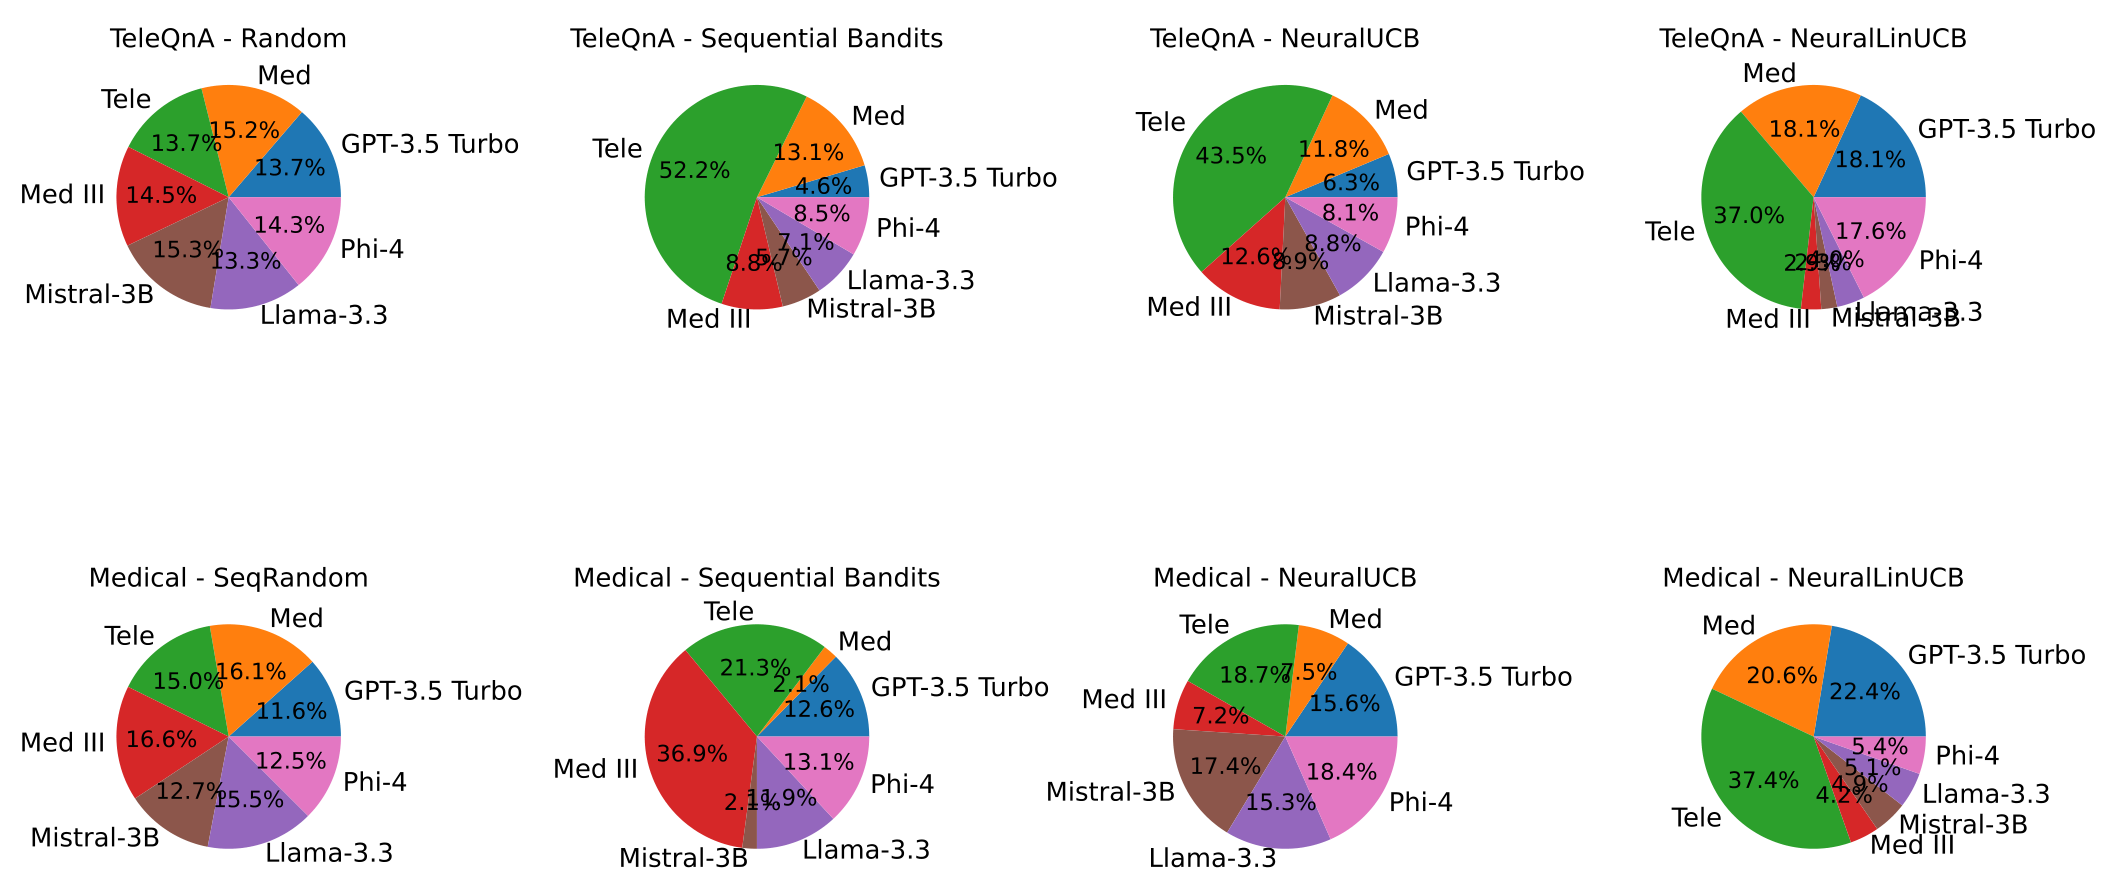 TeleQnA - Random
Med
Tele
GPT-3.5 Turbo
15.2%
13.7%
13.7%
Med III
14.5%
14.3%
Phi-4
15.3%
13.3%
Mistral-3B
Llama-3.3
TeleQnA - Sequential Bandits
Med
Tele
13.1%
52.2%
GPT-3.5 Turbo
4.6%
8.5%
Phi-4
7.1%
8.8%
5.7%
Llama-3.3
Mistral-3B
Med III
TeleQnA - NeuralUCB
Med
Tele
11.8%
43.5%
GPT-3.5 Turbo
6.3%
8.1%
Phi-4
8.8%
12.6%
8.9%
Llama-3.3
Med III
Mistral-3B
TeleQnA - NeuralLinUCB
Med
GPT-3.5 Turbo
18.1%
18.1%
37.0%
Tele
17.6%
Phi-4
Med III
Mistral-3B
Llama-3.3
Medical - SeqRandom
Med
Tele
16.1%
15.0%
GPT-3.5 Turbo
11.6%
Med III
16.6%
12.5%
Phi-4
12.7%
15.5%
Mistral-3B
Llama-3.3
Medical - Sequential Bandits
Tele
Med
21.3%
2.1%
GPT-3.5 Turbo
12.6%
36.9%
Med III
13.1%
Phi-4
2.1%
11.9%
Mistral-3B
Llama-3.3
Medical - NeuralUCB
Med
Tele
7.5%
18.7%
GPT-3.5 Turbo
15.6%
Med III
7.2%
17.4%
18.4%
Mistral-3B
Phi-4
15.3%
Llama-3.3
Medical - NeuralLinUCB
Med
GPT-3.5 Turbo
20.6%
22.4%
5.4%
Phi-4
5.1%
37.4%
4.9%
4.2%
Llama-3.3
Tele
Mistral-3B
Med III